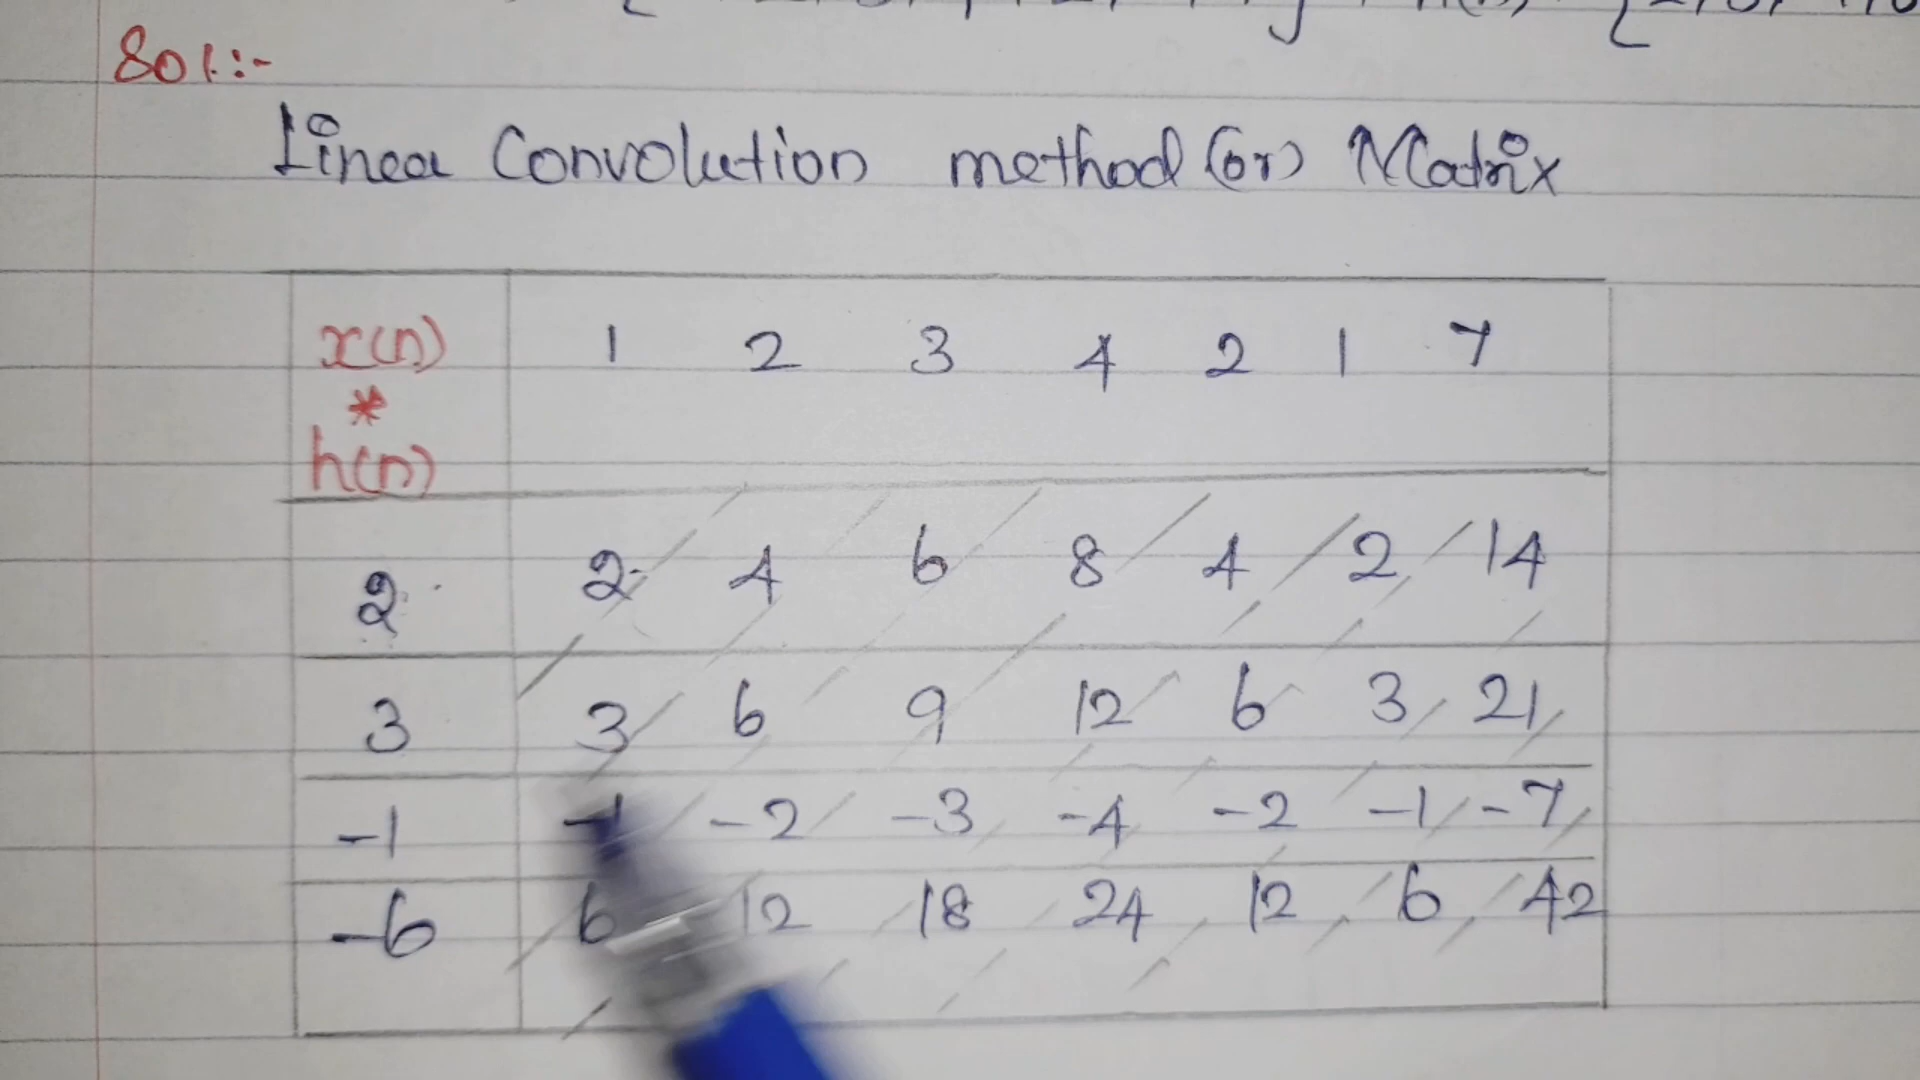 Sol:-
Linear Convolution method (or) Matrix
x(n) 1 2 3 4 2 1 7
*
h(n)
2 2 4 6 8 4 2 14
3 3 6 9 12 6 3 21
-1 -1 -2 -3 -4 -2 -1 -7
-6 6 12 18 24 12 6 42